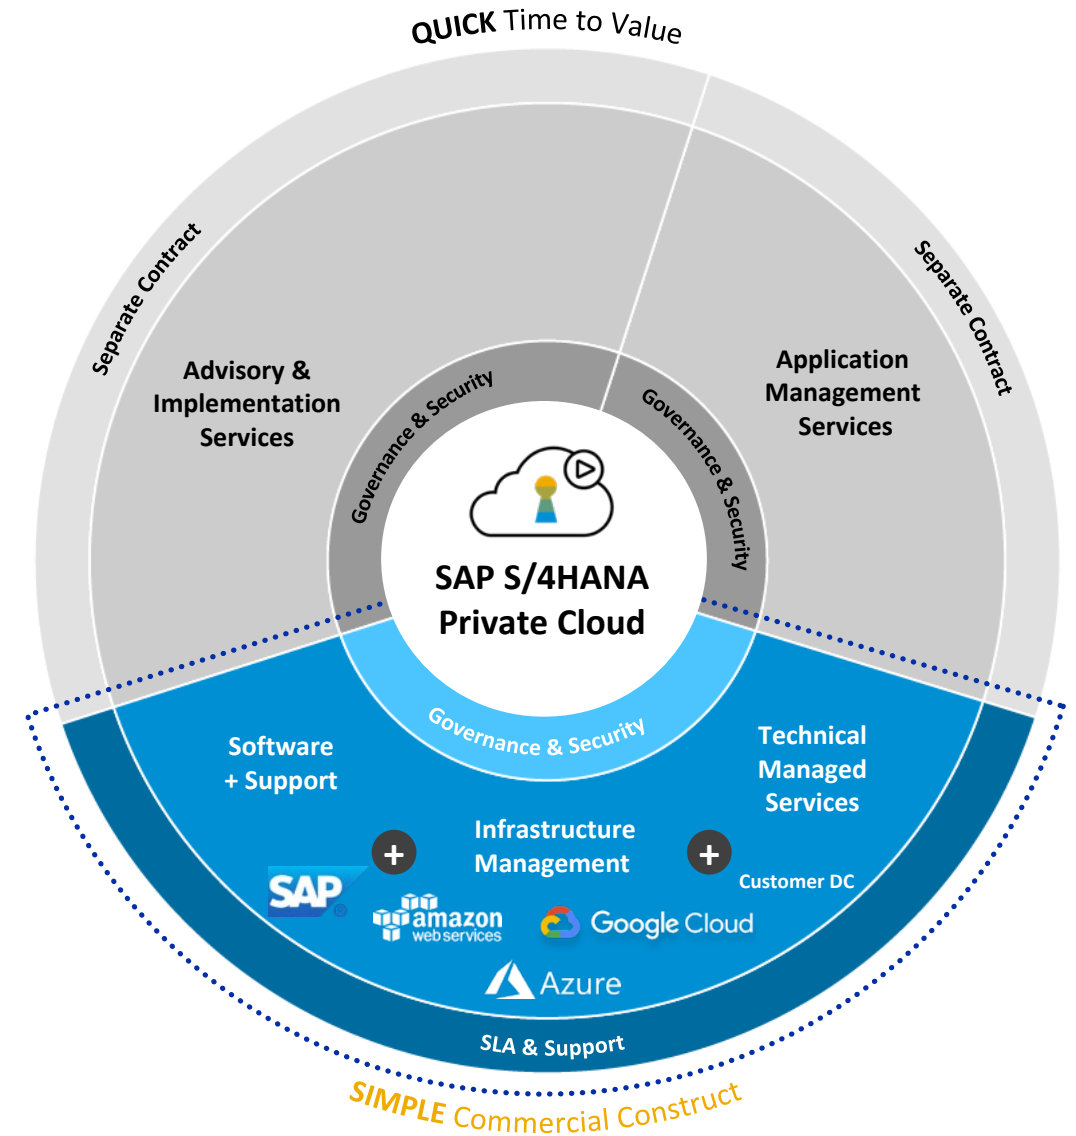 QUICK Time to Value
Separate Contract
Separate Contract
Advisory &
Implementation
Services
Application
Management
Services
Governance & Security
Governance & Security
SAP S/4HANA
Private Cloud
Governance & Security
Software
+ Support
Technical
Managed
Services
+
Infrastructure
Management
+
Customer DC
SAP
amazon
web services
Google Cloud
Azure
SLA & Support
SIMPLE Commercial Construct